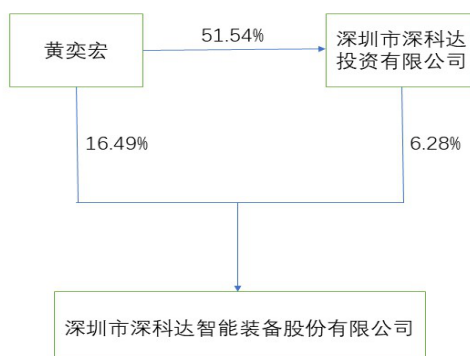 黄奕宏
51.54%
深圳市深科达
投资有限公司
16.49%
6.28%
深圳市深科达智能装备股份有限公司